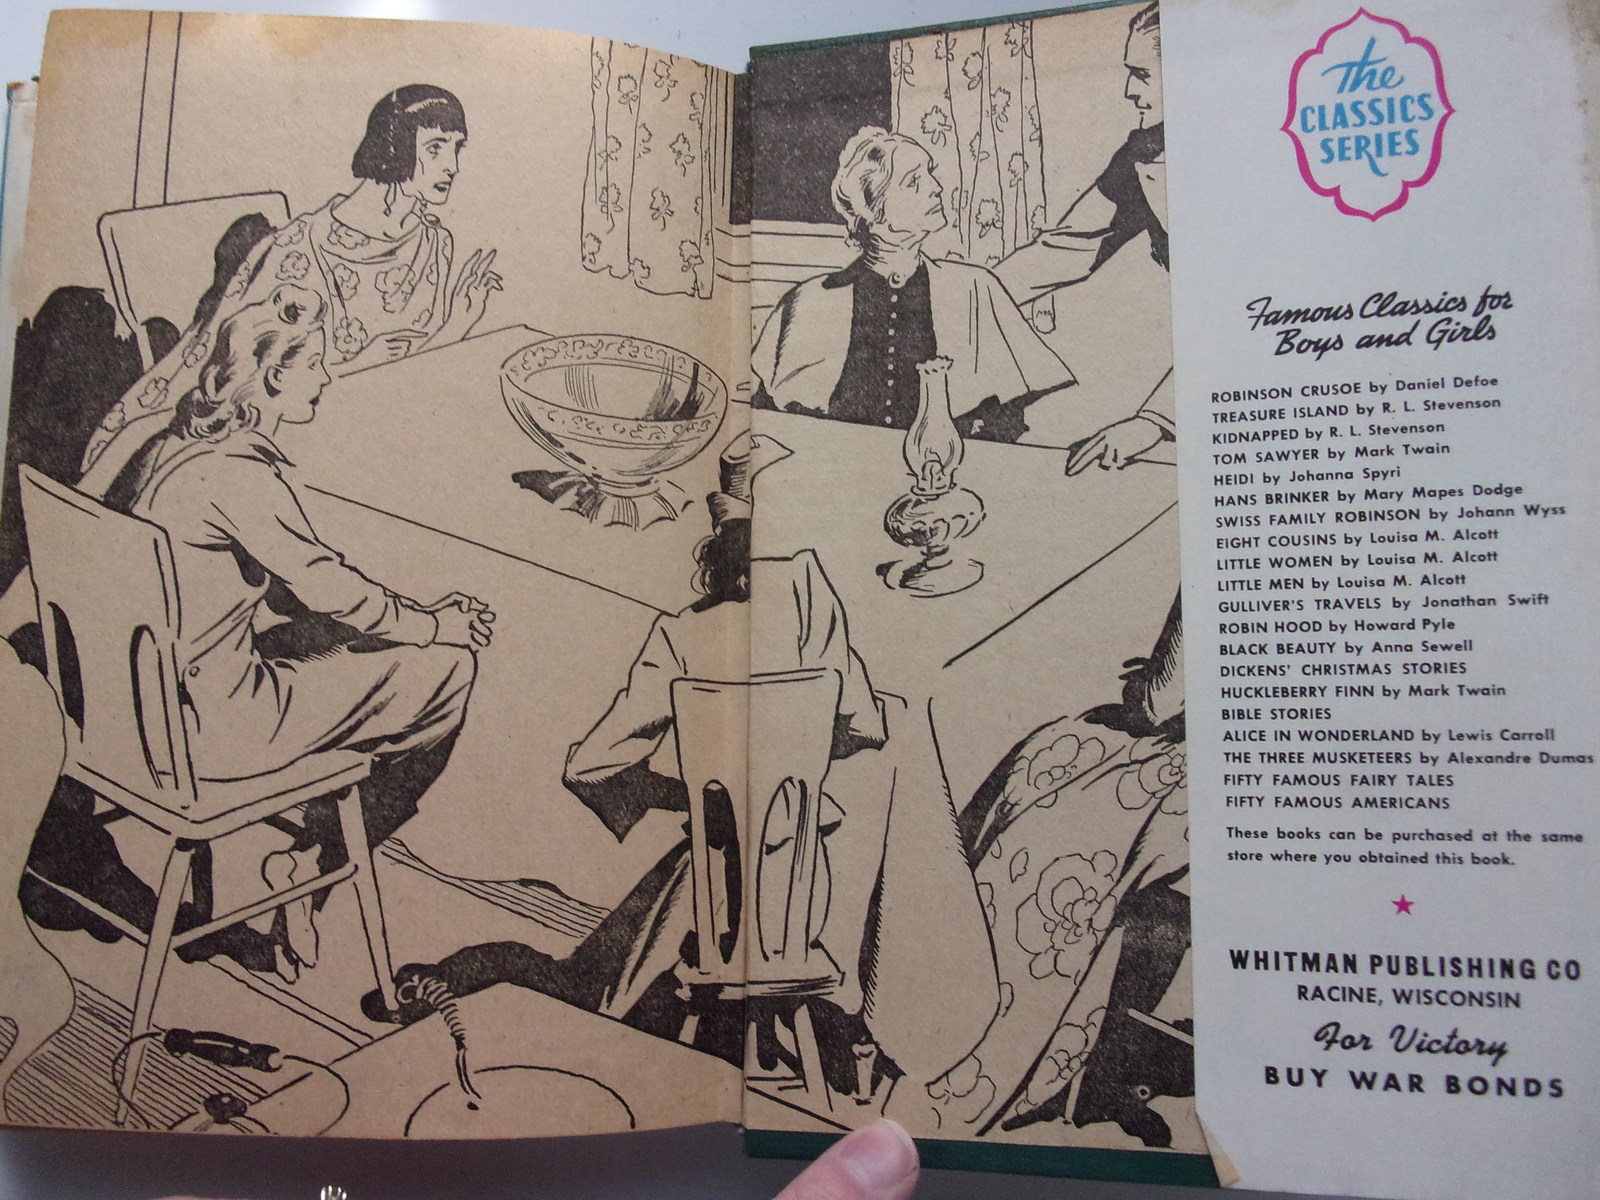 the
CLASSICS
SERIES
Famous Classics for
Boys and Girls
ROBINSON CRUSOE by Daniel Defoe
TREASURE ISLAND by R. L. Stevenson
KIDNAPPED by R. L. Stevenson
TOM SAWYER by Mark Twain
HEIDI by Johanna Spyri
HANS BRINKER by Mary Mapes Dodge
SWISS FAMILY ROBINSON by Johann Wyss
EIGHT COUSINS by Louisa M. Alcott
LITTLE WOMEN by Louisa M. Alcott
LITTLE MEN by Louisa M. Alcott
GULLIVER'S TRAVELS by Jonathan Swift
ROBIN HOOD by Howard Pyle
BLACK BEAUTY by Anna Sewell
DICKENS' CHRISTMAS STORIES
HUCKLEBERRY FINN by Mark Twain
BIBLE STORIES
ALICE IN WONDERLAND by Lewis Carroll
THE THREE MUSKETEERS by Alexandre Dumas
FIFTY FAMOUS FAIRY TALES
FIFTY FAMOUS AMERICANS
These books can be purchased at the same
store where you obtained this book.
WHITMAN PUBLISHING CO
RACINE, WISCONSIN
For Victory
BUY WAR BONDS